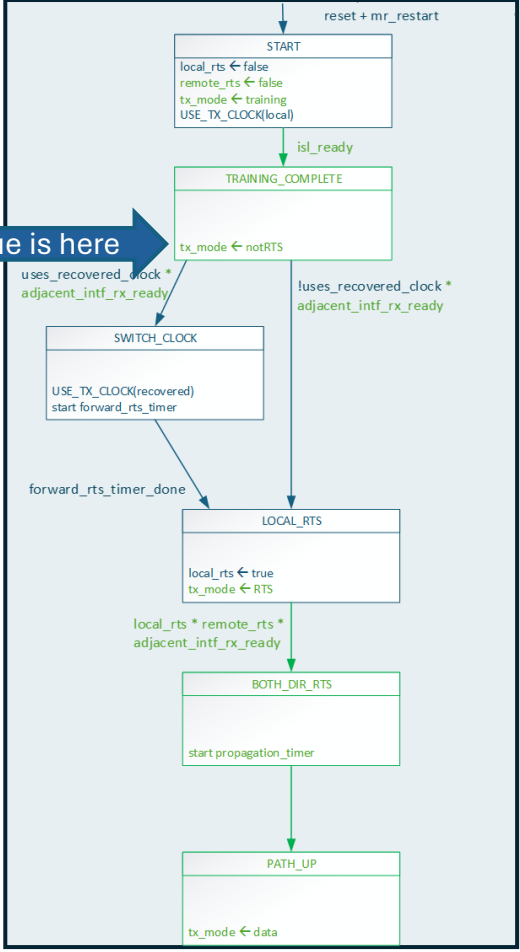 reset + mr_restart
START
local_rts ← false
remote_rts ← false
tx_mode ← training
USE_TX_CLOCK(local)
isl_ready
TRAINING_COMPLETE
tx_mode ← notRTS
is here
uses_recovered_clock *
adjacent_intf_rx_ready
!uses_recovered_clock *
adjacent_intf_rx_ready
SWITCH_CLOCK
USE_TX_CLOCK(recovered)
start forward_rts_timer
forward_rts_timer_done
LOCAL_RTS
local_rts ← true
tx_mode ← RTS
local_rts * remote_rts *
adjacent_intf_rx_ready
BOTH_DIR_RTS
start propagation_timer
PATH_UP
tx_mode ← data